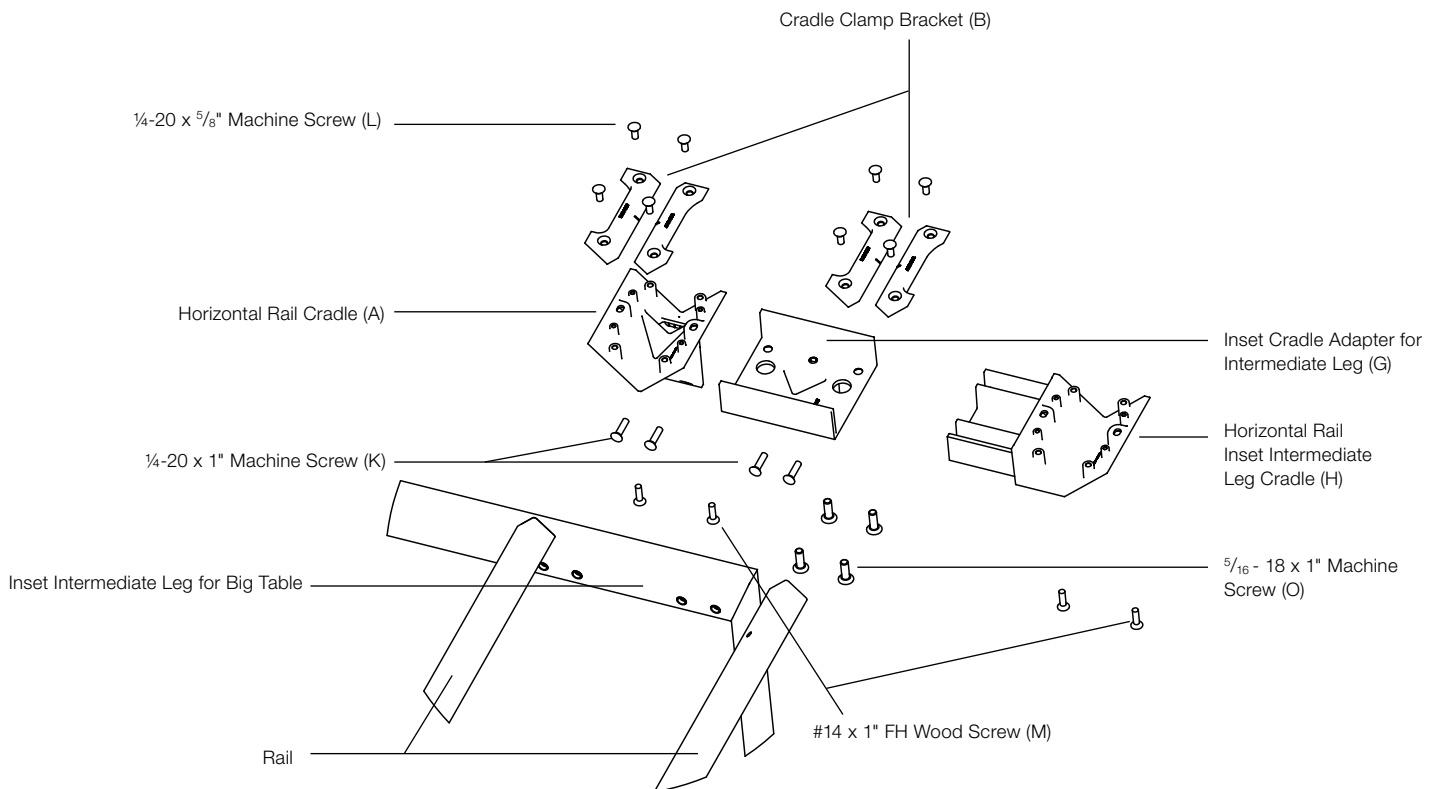 Cradle Clamp Bracket (B)
¼-20 x 5/8" Machine Screw (L)
Horizontal Rail Cradle (A)
Inset Cradle Adapter for
Intermediate Leg (G)
Horizontal Rail
Inset Intermediate
Leg Cradle (H)
¼-20 x 1" Machine Screw (K)
5/16 - 18 x 1" Machine
Screw (O)
Inset Intermediate Leg for Big Table
#14 x 1" FH Wood Screw (M)
Rail